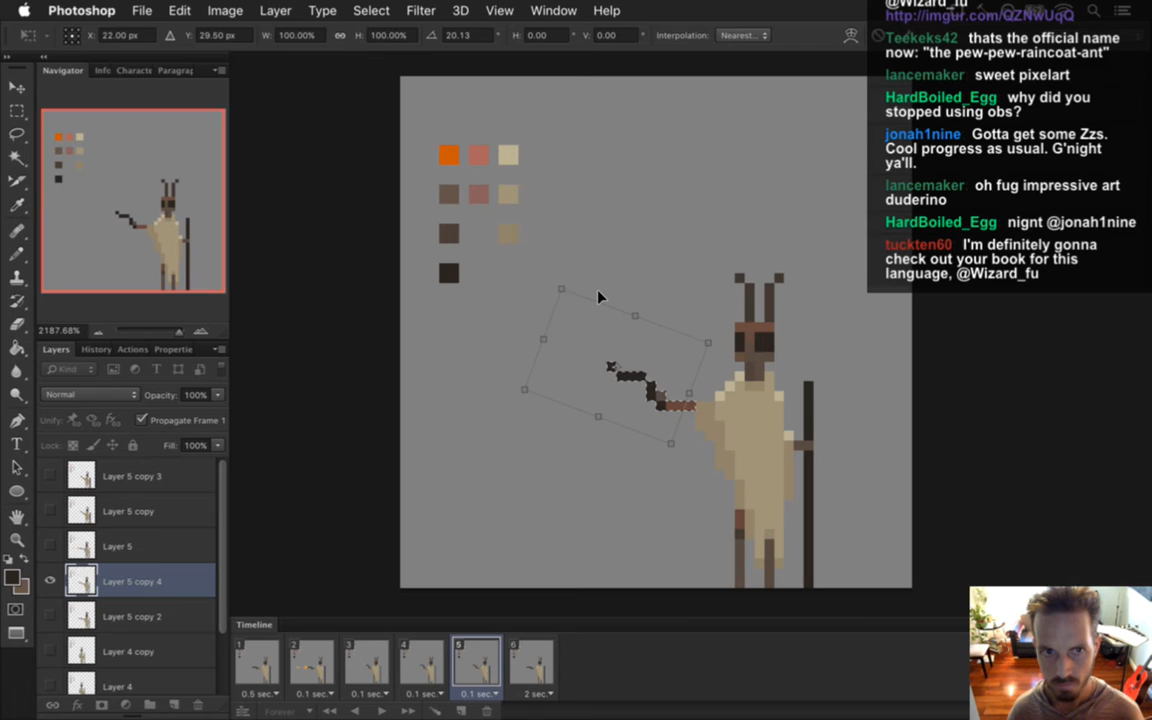 Photoshop File Edit Image Layer Type Select Filter 3D View Window Help
X: 22.00 px Y: 29.50 px W: 100.00% H: 100.00% 20.13 ° H: 0.00 ° V: 0.00 ° Interpolation: Nearest...
Navigator Info Characte Paragrap
2187.68%
Layers History Actions Propertie
Kind
Normal Opacity: 100%
Unify: Propagate Frame 1
Lock: Fill: 100%
Layer 5 copy 3
Layer 5 copy
Layer 5
Layer 5 copy 4
Layer 5 copy 2
Layer 4 copy
Layer 4
Timeline
1 2 3 4 5 6
0.5 sec. 0.1 sec. 0.1 sec. 0.1 sec. 0.1 sec. 2 sec.
Forever
@Wizard_fu
http://imgur.com/QZNwUqQ
Teekeks42 thats the official name
now: "the pew-pew-raincoat-ant"
lancemaker sweet pixelart
HardBoiled_Egg why did you
stopped using obs?
jonah1nine Gotta get some Zzs.
Cool progress as usual. G'night
ya'll.
lancemaker oh fug impressive art
duderino
HardBoiled_Egg nignt @jonah1nine
tuckten60 I'm definitely gonna
check out your book for this
language, @Wizard_fu